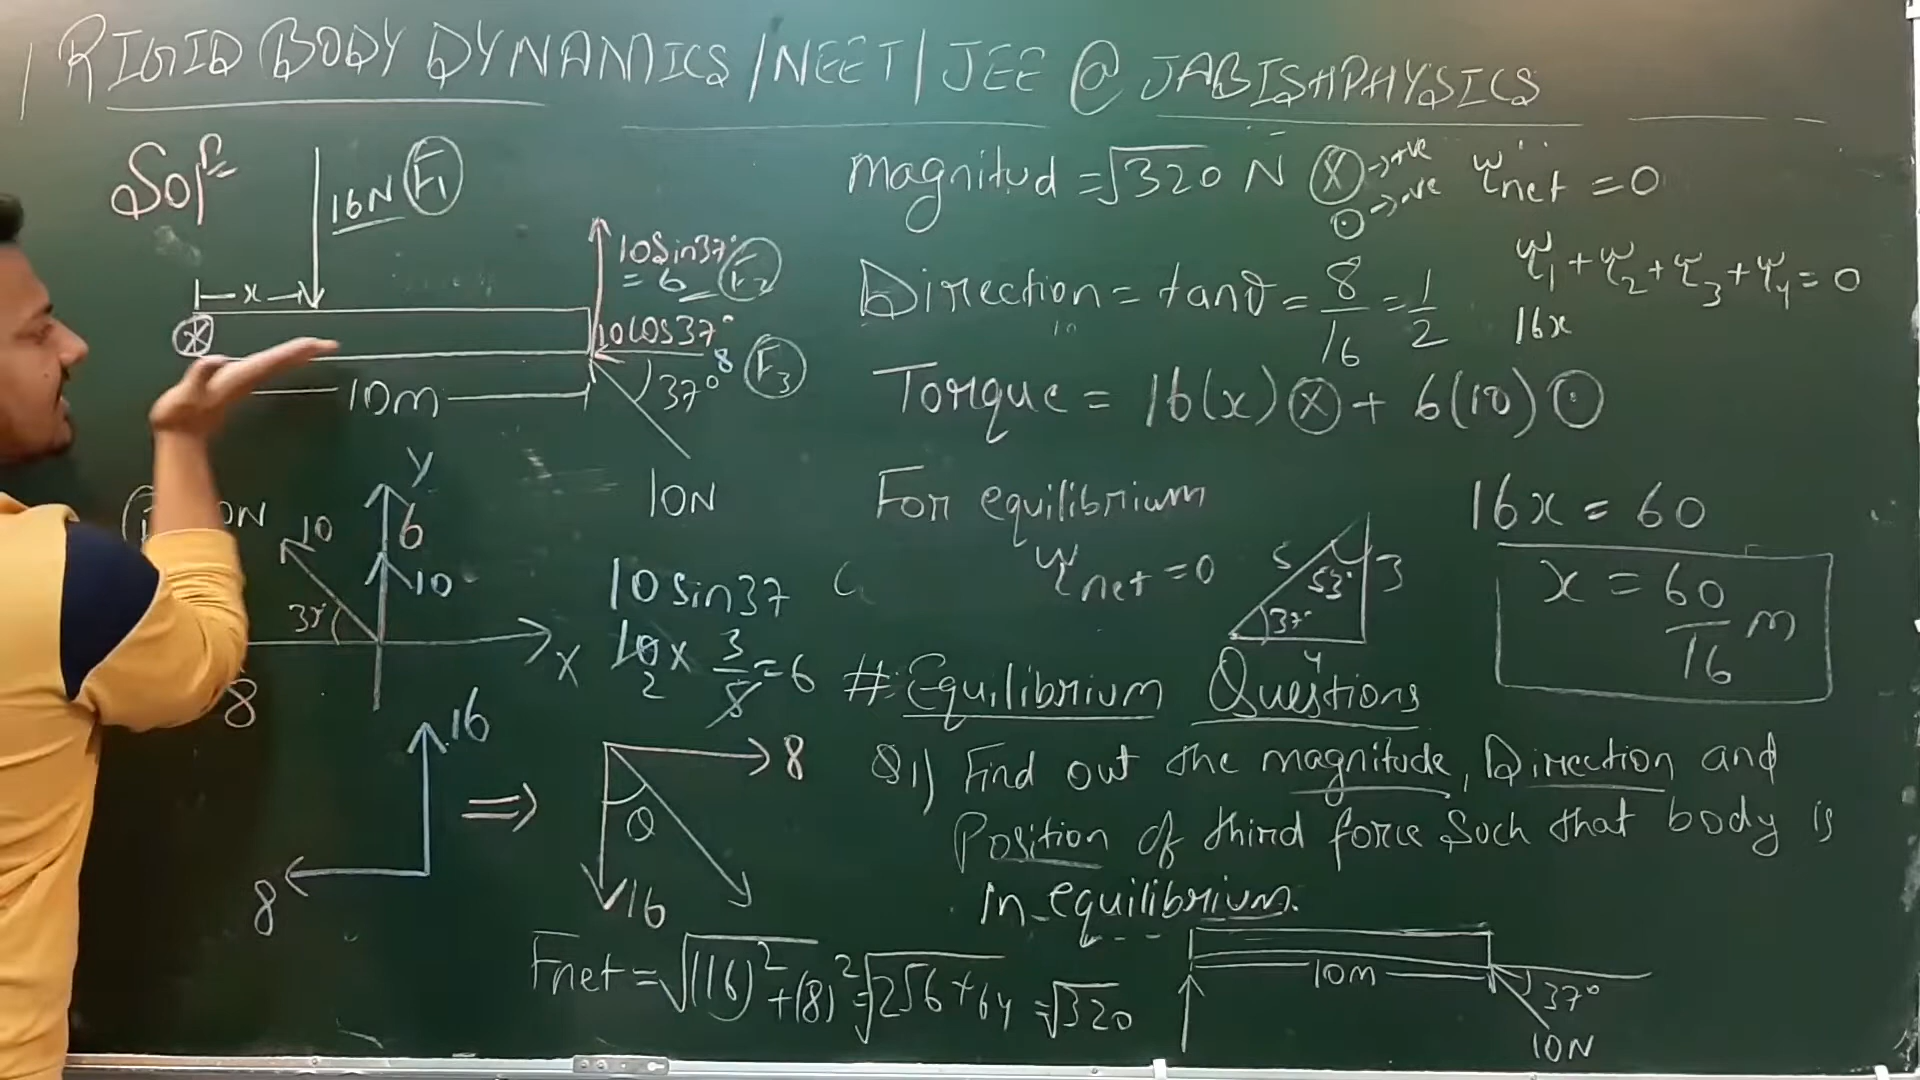 RIGID BODY DYNAMICS / NEET / JEE @ JABISHPHYSICS
Solⁿ
16N F₁
10Sin37° = 6 F₂
x
10cos37° 8 F₃
37°
10m
10N
y
10
6
10
37°
x
8
16
8
10 sin37
10 x 3/5 = 6
2
8
θ
16
Fnet = √(16)² + (8)² = √256 + 64 = √320
magnitud = √320 N ⊗ → +ve
⊙ → -ve
τnet = 0
τ₁ + τ₂ + τ₃ + τ₄ = 0
16x
Direction = tanθ = 8/16 = 1/2
Torque = 16(x) ⊗ + 6(10) ⊙
For equilibrium
τnet = 0
5
53°
3
37°
4
16x = 60
x = 60/16 m
# Equilibrium Questions
Q1) Find out the magnitude, Direction and
Position of third force Such that body is
in equilibrium.
10m
37°
10N